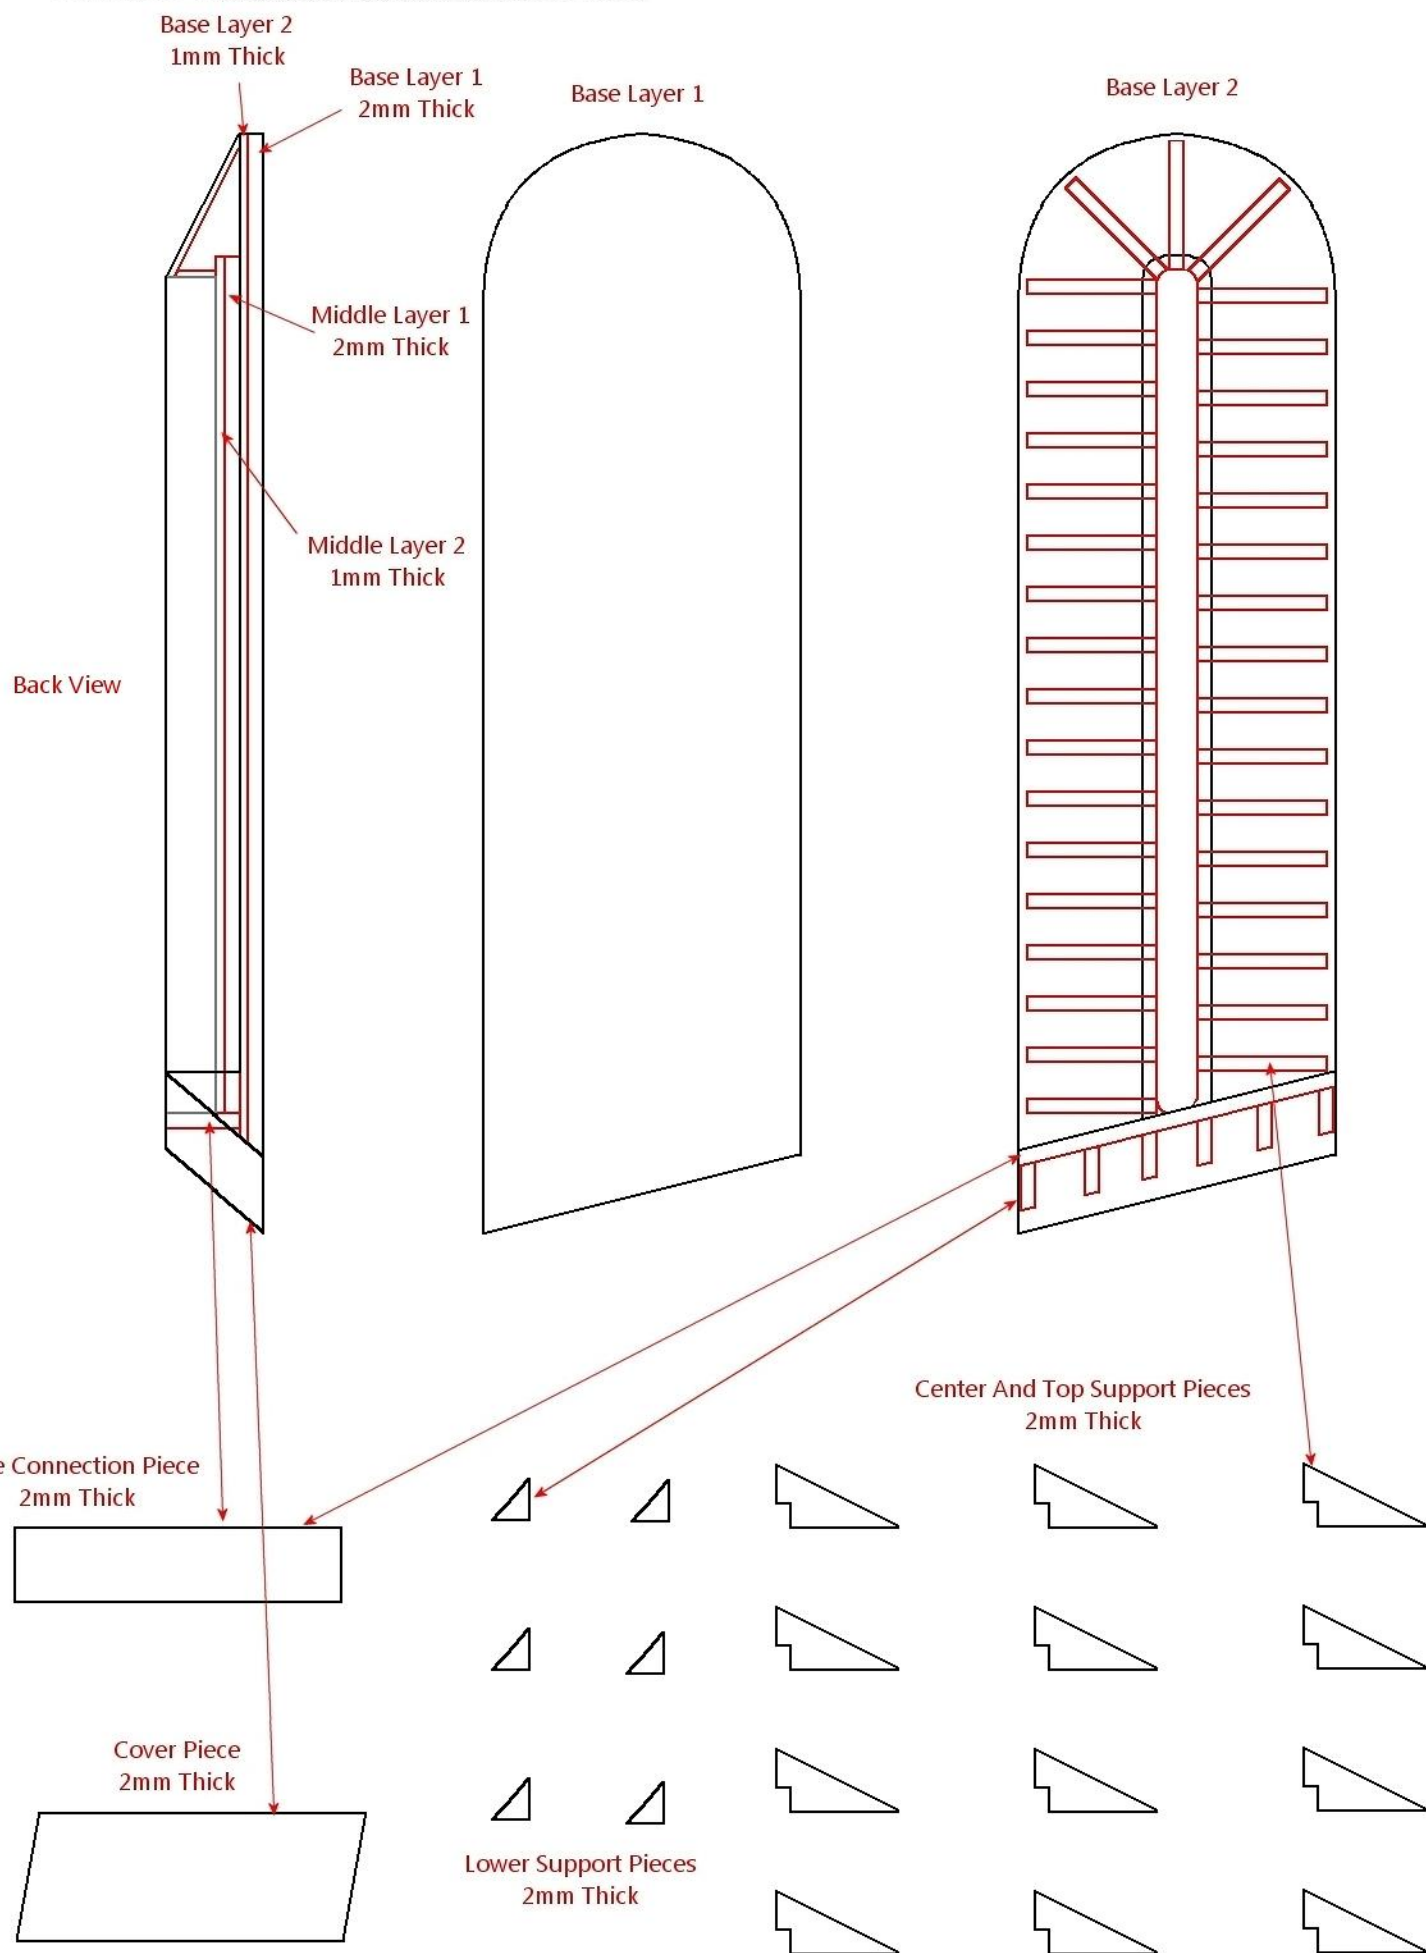 Base Layer 2
1mm Thick
Base Layer 1
2mm Thick
Base Layer 1
Base Layer 2
Middle Layer 1
2mm Thick
Middle Layer 2
1mm Thick
Back View
Center And Top Support Pieces
2mm Thick
e Connection Piece
2mm Thick
Cover Piece
2mm Thick
Lower Support Pieces
2mm Thick